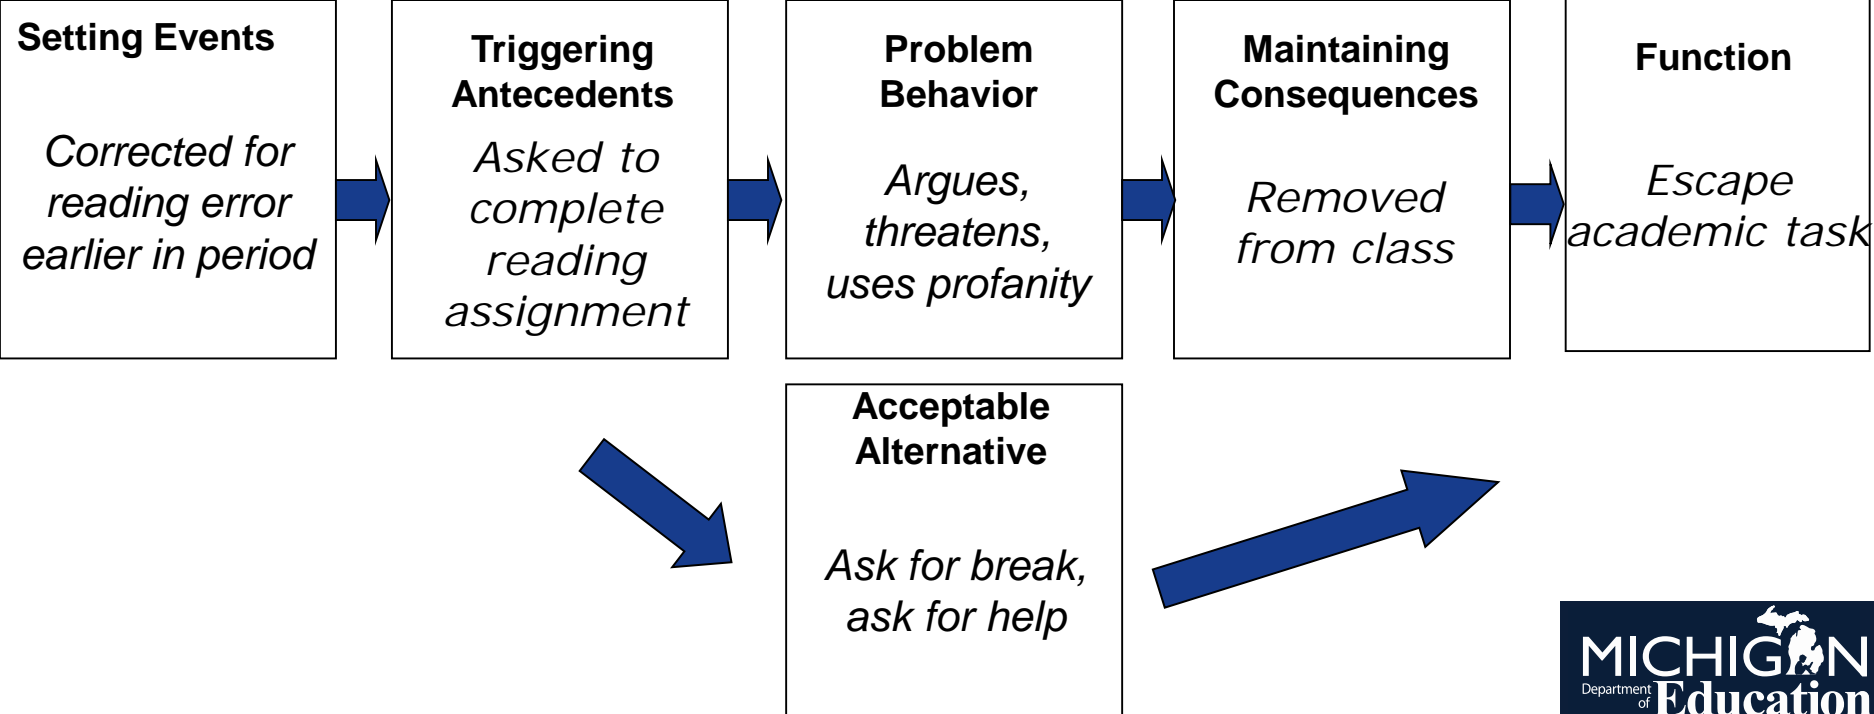 Setting Events
Corrected for
reading error
earlier in period
Triggering
Antecedents
Asked to
complete
reading
assignment
Problem
Behavior
Argues,
threatens,
uses profanity
Maintaining
Consequences
Removed
from class
Function
Escape
academic task
Acceptable
Alternative
Ask for break,
ask for help
MICHIGAN
Department
of Education